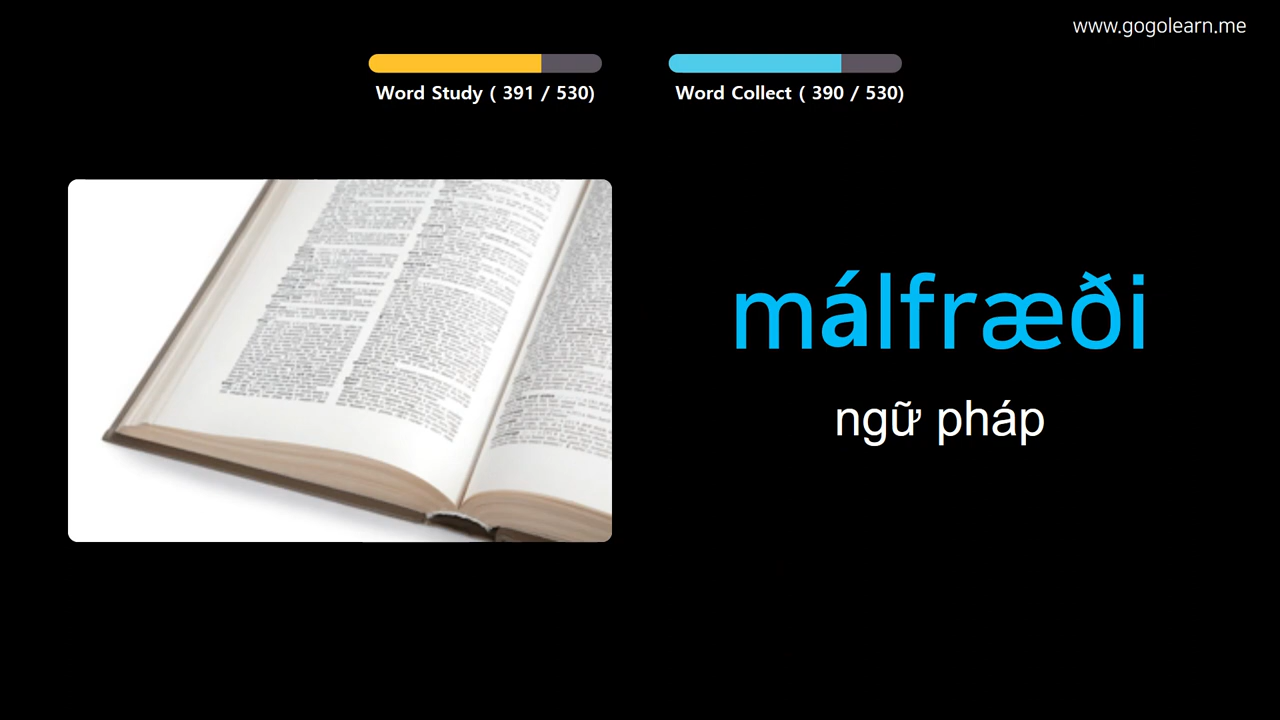 www.gogolearn.me
Word Study ( 391 / 530)
Word Collect ( 390 / 530)
málfræði
ngữ pháp